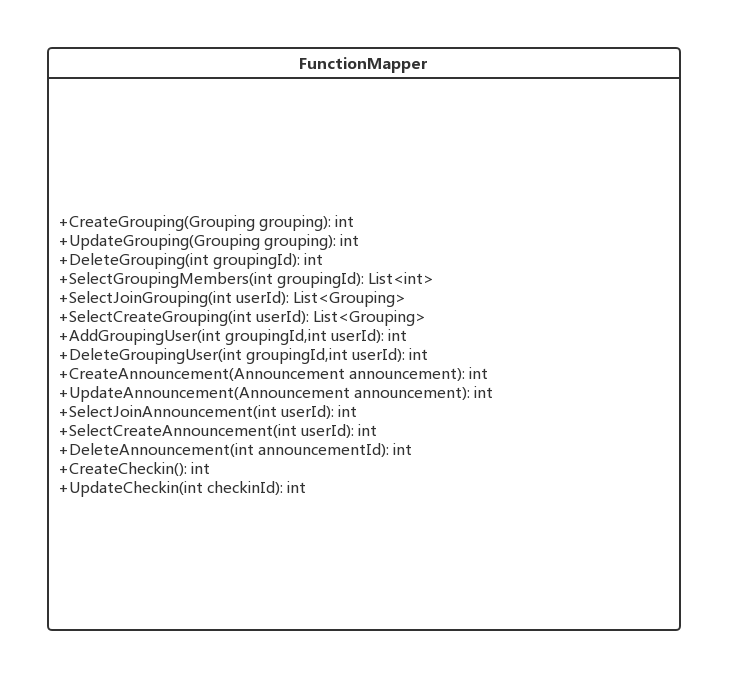 FunctionMapper
+CreateGrouping(Grouping grouping): int
+UpdateGrouping(Grouping grouping): int
+DeleteGrouping(int groupingId): int
+SelectGroupingMembers(int groupingId): List<int>
+SelectJoinGrouping(int userId): List<Grouping>
+SelectCreateGrouping(int userId): List<Grouping>
+AddGroupingUser(int groupingId,int userId): int
+DeleteGroupingUser(int groupingId,int userId): int
+CreateAnnouncement(Announcement announcement): int
+UpdateAnnouncement(Announcement announcement): int
+SelectJoinAnnouncement(int userId): int
+SelectCreateAnnouncement(int userId): int
+DeleteAnnouncement(int announcementId): int
+CreateCheckin(): int
+UpdateCheckin(int checkinId): int